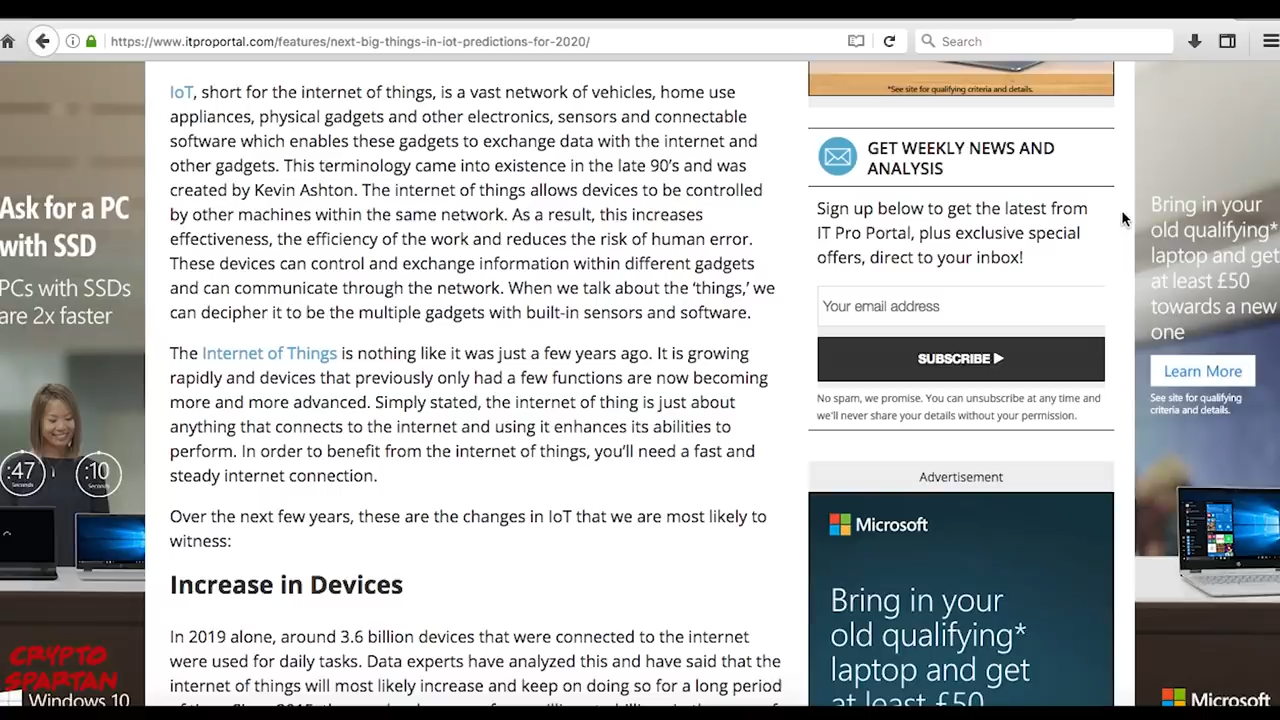 https://www.itproportal.com/features/next-big-things-in-iot-predictions-for-2020/
Search
IoT, short for the internet of things, is a vast network of vehicles, home use
appliances, physical gadgets and other electronics, sensors and connectable
software which enables these gadgets to exchange data with the internet and
other gadgets. This terminology came into existence in the late 90’s and was
created by Kevin Ashton. The internet of things allows devices to be controlled
by other machines within the same network. As a result, this increases
effectiveness, the efficiency of the work and reduces the risk of human error.
These devices can control and exchange information within different gadgets
and can communicate through the network. When we talk about the ‘things,’ we
can decipher it to be the multiple gadgets with built-in sensors and software.
The Internet of Things is nothing like it was just a few years ago. It is growing
rapidly and devices that previously only had a few functions are now becoming
more and more advanced. Simply stated, the internet of thing is just about
anything that connects to the internet and using it enhances its abilities to
perform. In order to benefit from the internet of things, you’ll need a fast and
steady internet connection.
Over the next few years, these are the changes in IoT that we are most likely to
witness:
Increase in Devices
In 2019 alone, around 3.6 billion devices that were connected to the internet
were used for daily tasks. Data experts have analyzed this and have said that the
internet of things will most likely increase and keep on doing so for a long period
*See site for qualifying criteria and details.
GET WEEKLY NEWS AND
ANALYSIS
Sign up below to get the latest from
IT Pro Portal, plus exclusive special
offers, direct to your inbox!
Your email address
SUBSCRIBE
No spam, we promise. You can unsubscribe at any time and
we'll never share your details without your permission.
Advertisement
Microsoft
Bring in your
old qualifying*
laptop and get
at least £50
Ask for a PC
with SSD
PCs with SSDs
are 2x faster
:47
Seconds
:10
Seconds
CRYPTO
SPARTAN
Windows 10
Bring in your
old qualifying*
laptop and get
at least £50
towards a new
one
Learn More
See site for qualifying
criteria and details.
Microsoft